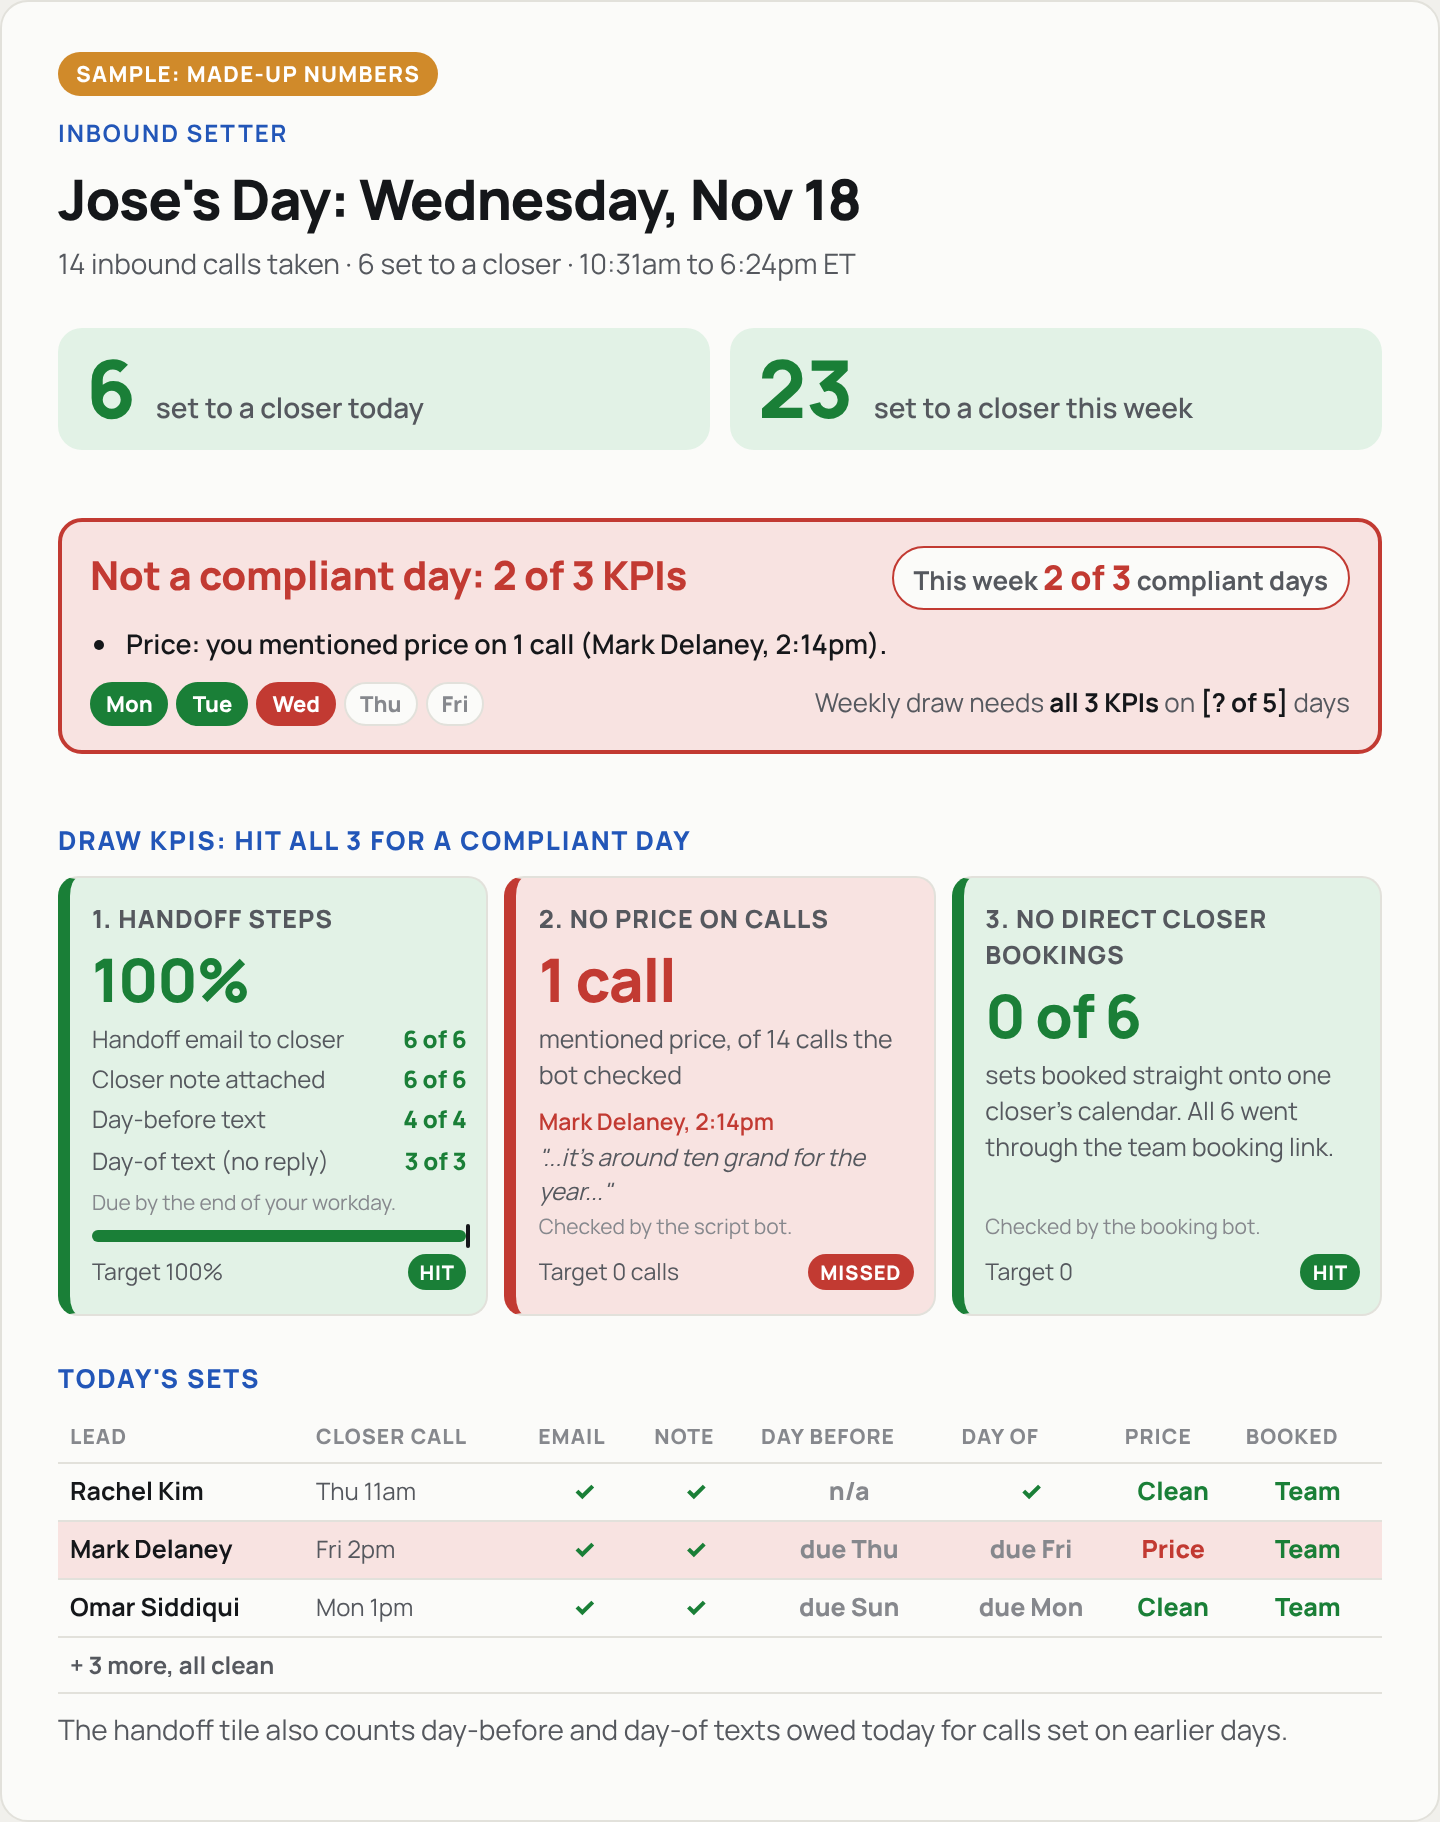 SAMPLE: MADE-UP NUMBERS
INBOUND SETTER
Jose's Day: Wednesday, Nov 18
14 inbound calls taken · 6 set to a closer · 10:31am to 6:24pm ET
6 set to a closer today
23 set to a closer this week
Not a compliant day: 2 of 3 KPIs
This week 2 of 3 compliant days
• Price: you mentioned price on 1 call (Mark Delaney, 2:14pm).
Mon Tue Wed Thu Fri
Weekly draw needs all 3 KPIs on [? of 5] days
DRAW KPIS: HIT ALL 3 FOR A COMPLIANT DAY
1. HANDOFF STEPS
100%
Handoff email to closer 6 of 6
Closer note attached 6 of 6
Day-before text 4 of 4
Day-of text (no reply) 3 of 3
Due by the end of your workday.
Target 100% HIT
2. NO PRICE ON CALLS
1 call
mentioned price, of 14 calls the
bot checked
Mark Delaney, 2:14pm
"...it's around ten grand for the
year..."
Checked by the script bot.
Target 0 calls MISSED
3. NO DIRECT CLOSER
BOOKINGS
0 of 6
sets booked straight onto one
closer's calendar. All 6 went
through the team booking link.
Checked by the booking bot.
Target 0 HIT
TODAY'S SETS
LEAD CLOSER CALL EMAIL NOTE DAY BEFORE DAY OF PRICE BOOKED
Rachel Kim Thu 11am ✓ ✓ n/a ✓ Clean Team
Mark Delaney Fri 2pm ✓ ✓ due Thu due Fri Price Team
Omar Siddiqui Mon 1pm ✓ ✓ due Sun due Mon Clean Team
+ 3 more, all clean
The handoff tile also counts day-before and day-of texts owed today for calls set on earlier days.